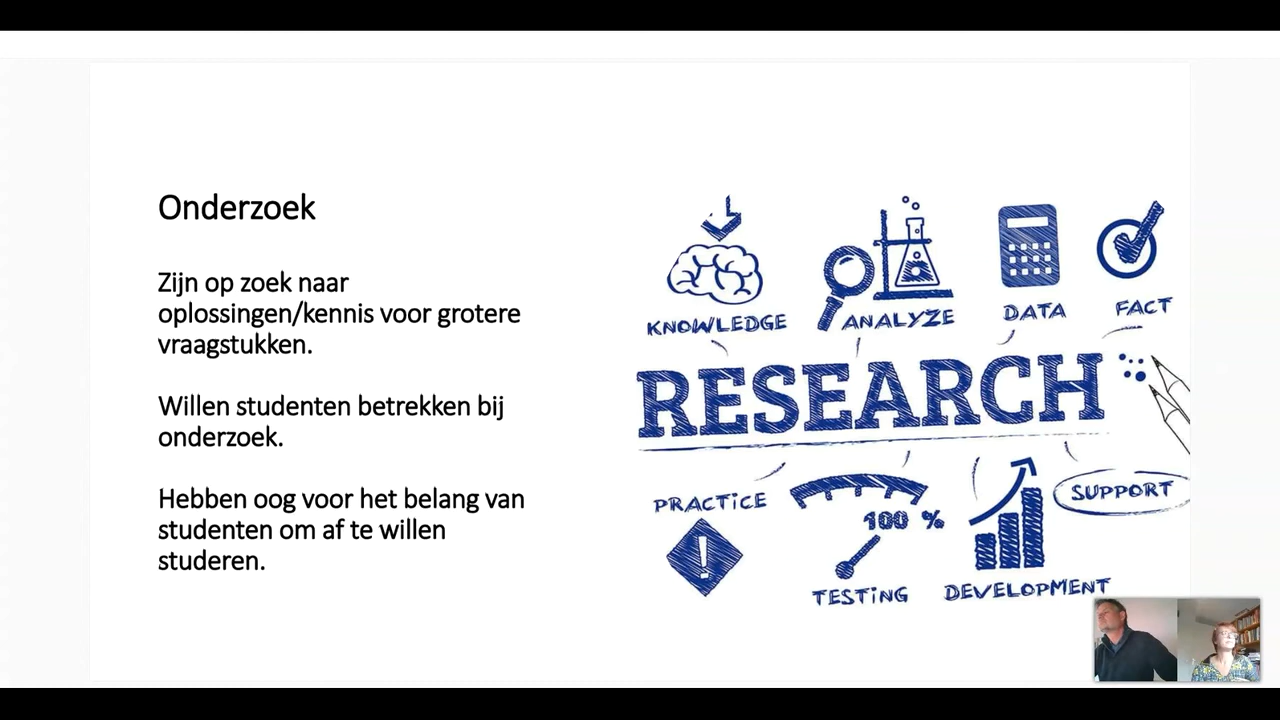 Onderzoek
Zijn op zoek naar
oplossingen/kennis voor grotere
vraagstukken.
Willen studenten betrekken bij
onderzoek.
Hebben oog voor het belang van
studenten om af te willen
studeren.
KNOWLEDGE
ANALYZE
DATA
FACT
RESEARCH
PRACTiCE
100 %
SUPPORT
TESTiNG
DEVELOPMENT